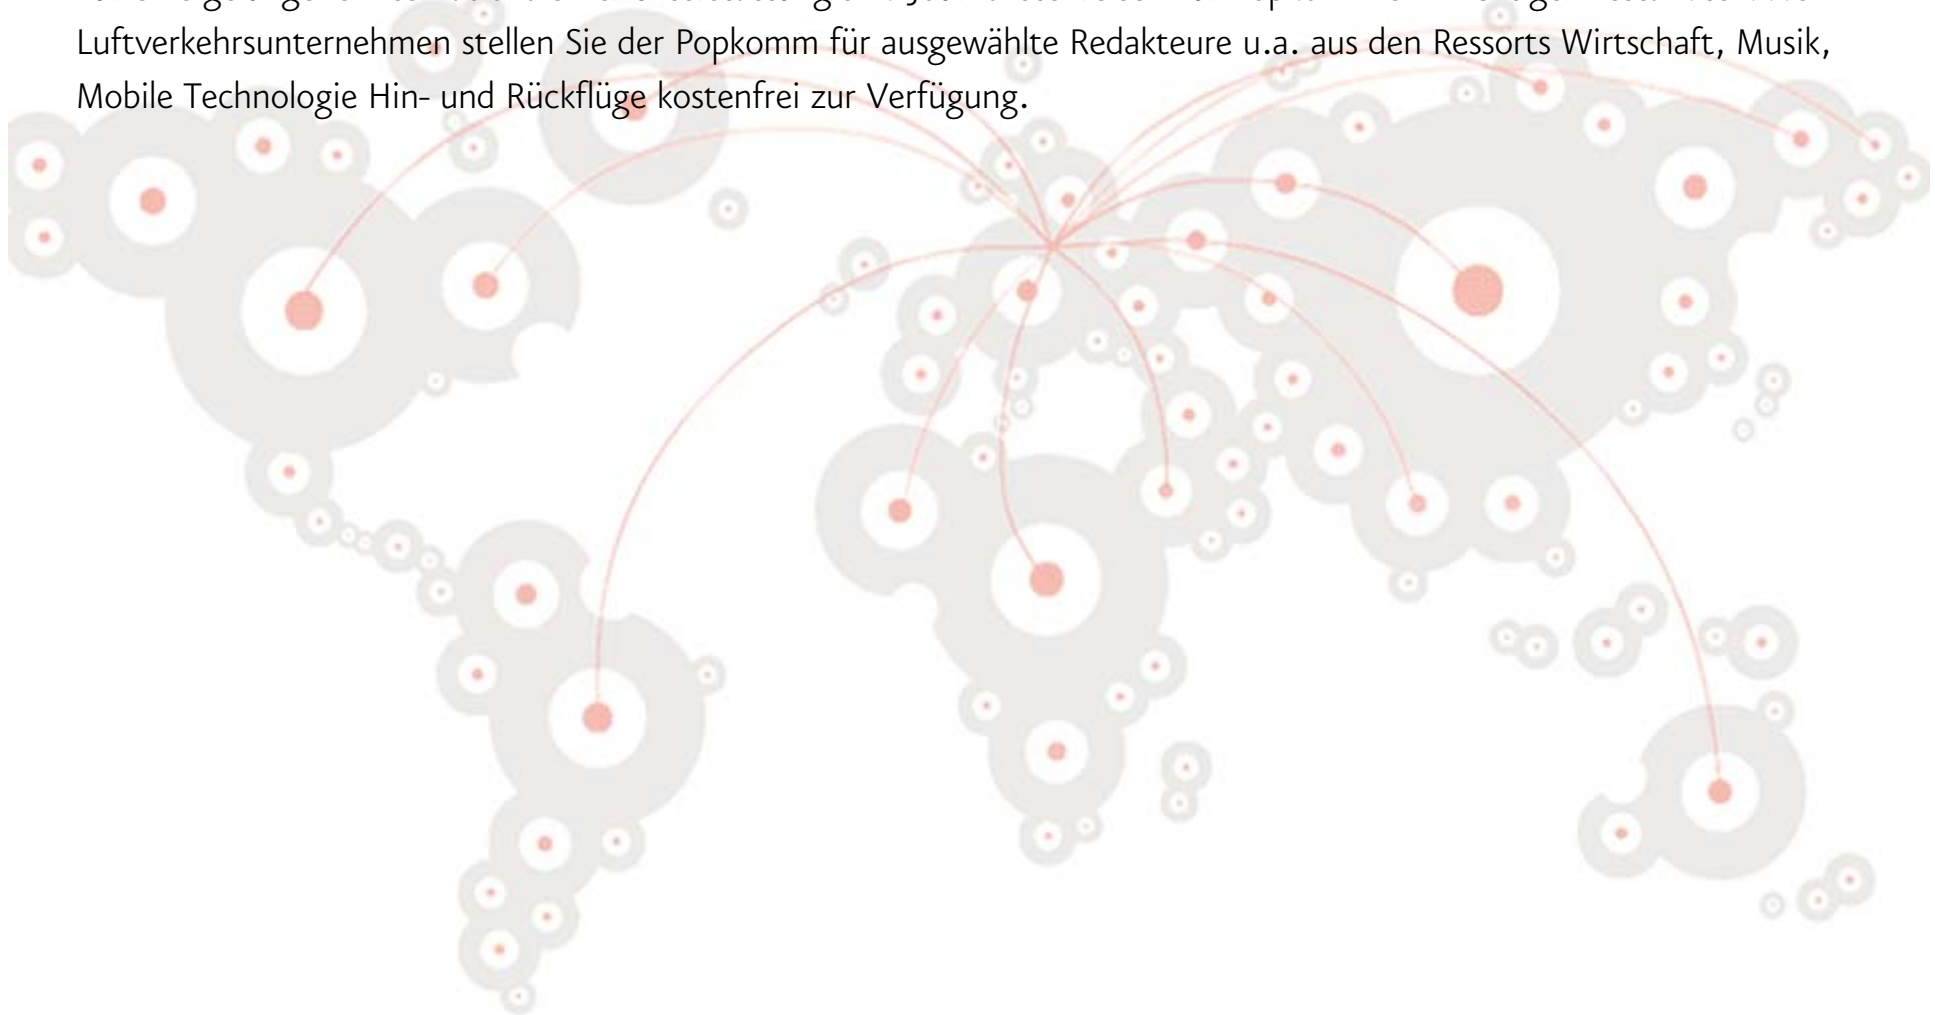 Luftverkehrsunternehmen stellen Sie der Popkomm für ausgewählte Redakteure u.a. aus den Ressorts Wirtschaft, Musik,
Mobile Technologie Hin- und Rückflüge kostenfrei zur Verfügung.